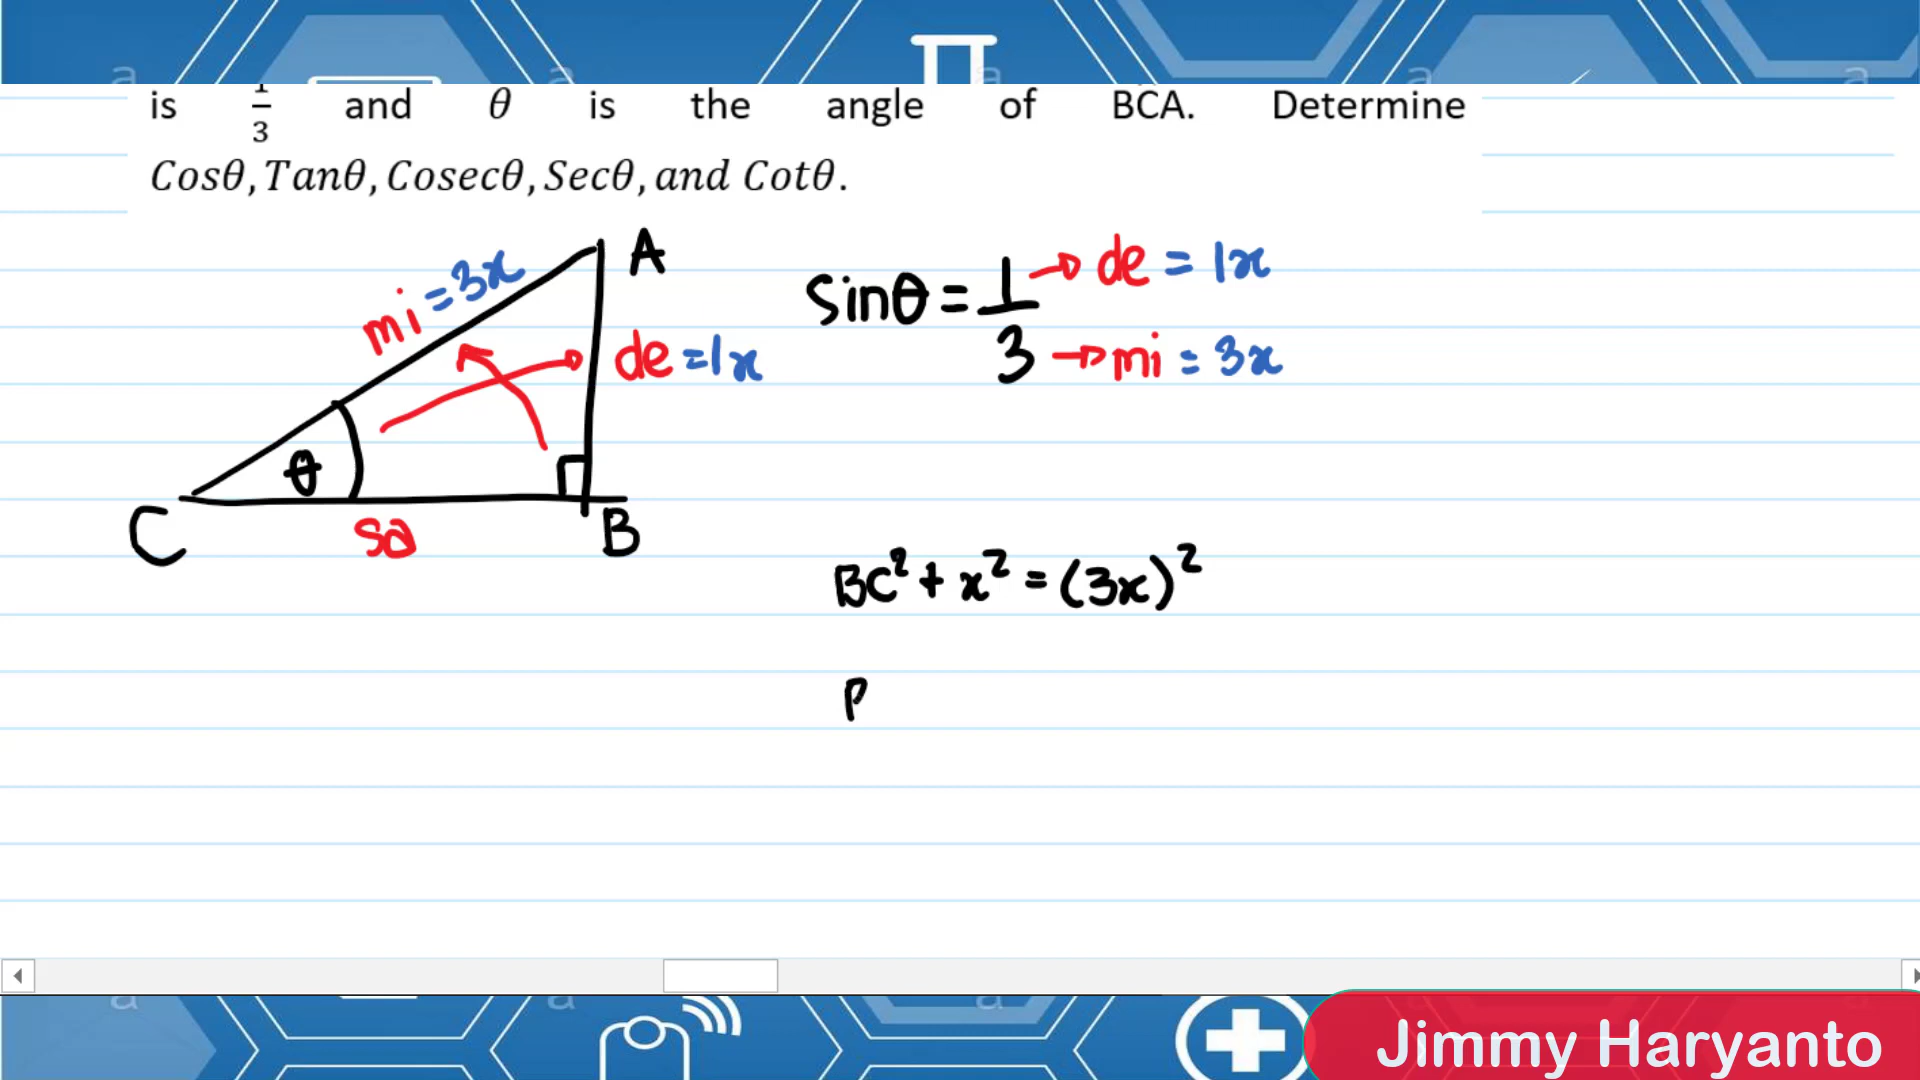 is 1/3 and θ is the angle of BCA. Determine
Cosθ, Tanθ, Cosecθ, Secθ, and Cotθ.
A
mi = 3x
de = 1x
θ
C
sa
B
sinθ = 1/3
→ de = 1x
→ mi = 3x
BC² + x² = (3x)²
P
a a a a a
a a a a
Jimmy Haryanto